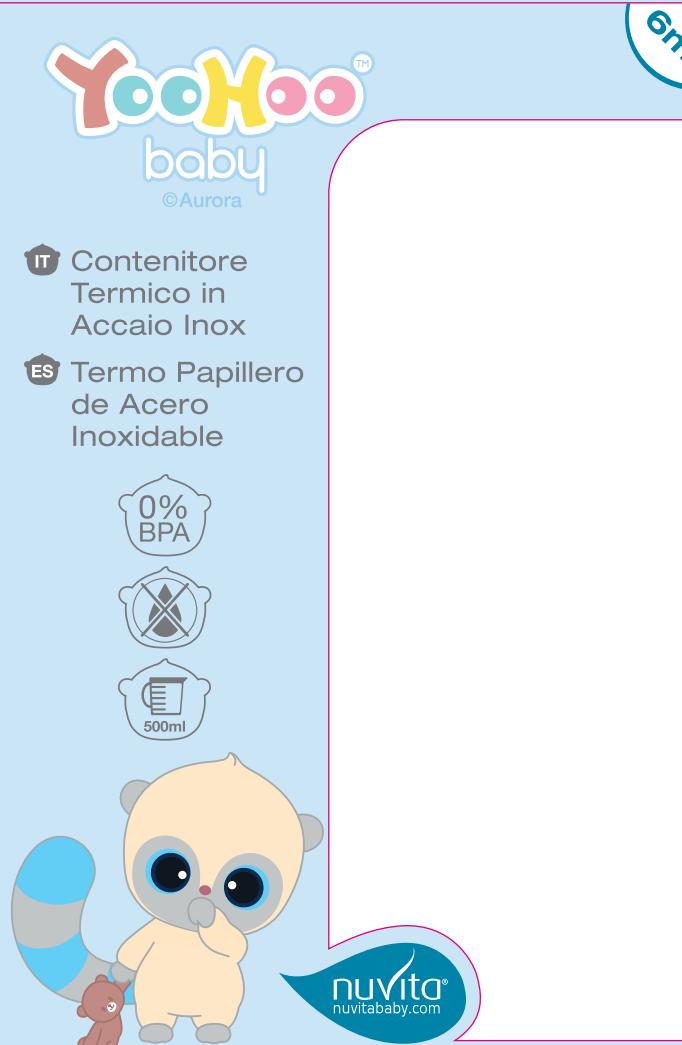 YooHoo™
baby
©Aurora
IT Contenitore
Termico in
Accaio Inox
ES Termo Papillero
de Acero
Inoxidable
0%
BPA
500ml
nuvita®
nuvitababy.com